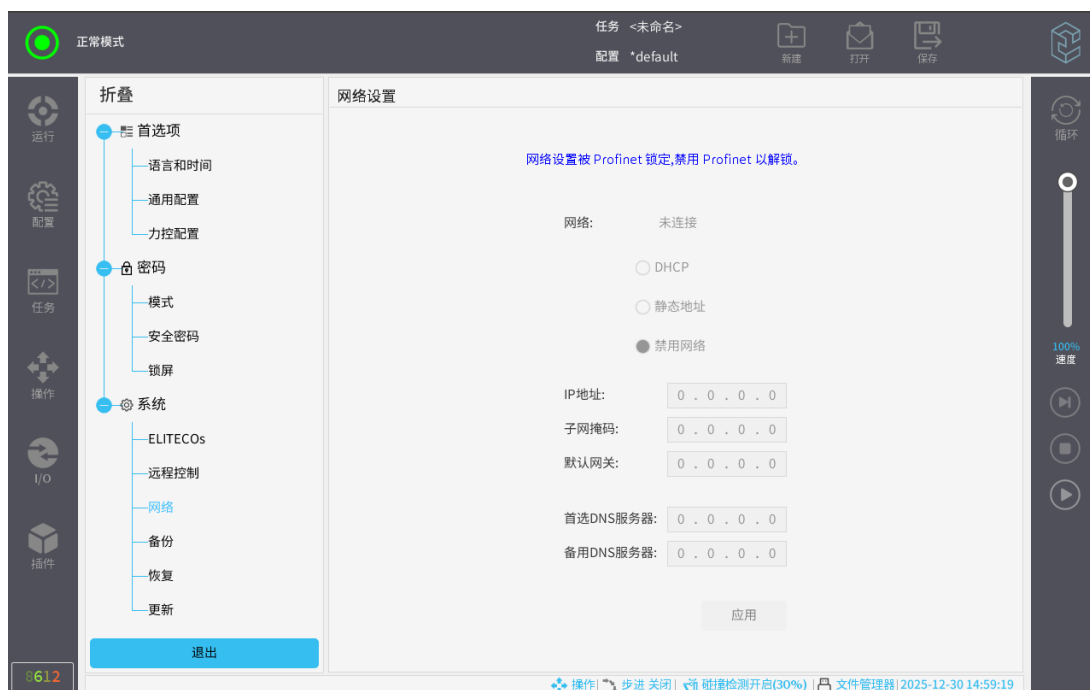 正常模式
任务 <未命名>
配置 *default
新建
打开
保存
运行
配置
任务
操作
I/O
插件
8612
折叠
首选项
语言和时间
通用配置
力控配置
密码
模式
安全密码
锁屏
系统
ELITECOs
远程控制
网络
备份
恢复
更新
退出
网络设置
网络设置被 Profinet 锁定,禁用 Profinet 以解锁。
网络: 未连接
DHCP
静态地址
禁用网络
IP地址: 0 . 0 . 0 . 0
子网掩码: 0 . 0 . 0 . 0
默认网关: 0 . 0 . 0 . 0
首选DNS服务器: 0 . 0 . 0 . 0
备用DNS服务器: 0 . 0 . 0 . 0
应用
循环
100%
速度
操作| 步进 关闭| 碰撞检测开启(30%) | 文件管理器|2025-12-30 14:59:19